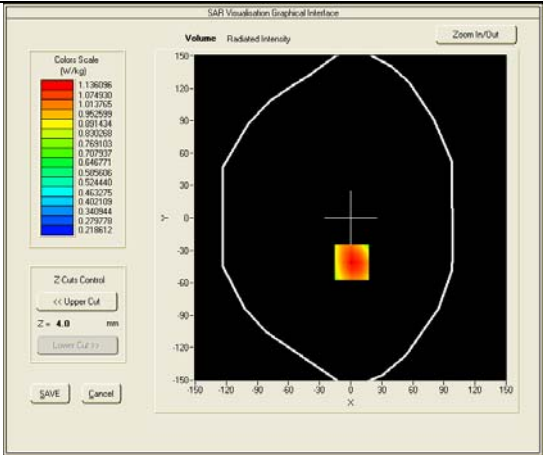 SAR Visualisation Graphical Interface
Volume Radiated Intensity
Zoom In/Out
Colors Scale
(W/kg)
1.136096
1.074930
1.013765
0.952599
0.891434
0.830268
0.769103
0.707937
0.646771
0.585606
0.524440
0.463275
0.402109
0.340944
0.279778
0.218612
Z Cuts Control
<< Upper Cut
Z = 4.0 mm
Lower Cut >>
SAVE Cancel
150-
120-
90-
60-
30-
Y 0-
-30-
-60-
-90-
-120-
-150-
-150 -120 -90 -60 -30 0 30 60 90 120 150
X